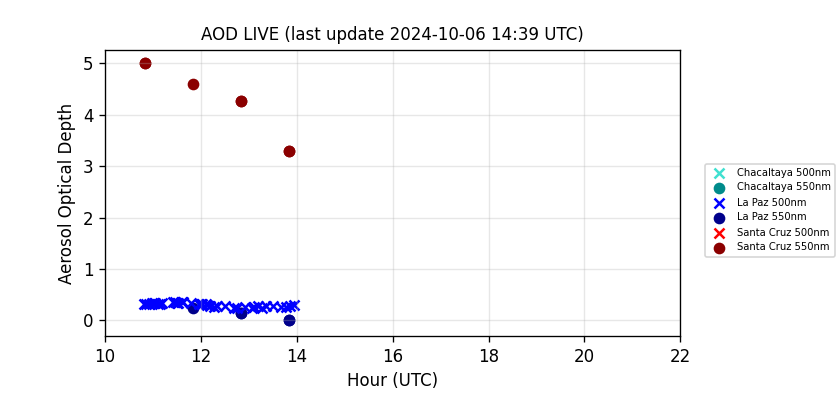 AOD LIVE (last update 2024-10-06 14:39 UTC)
Aerosol Optical Depth
5
4
3
2
1
0
10 12 14 16 18 20 22
Hour (UTC)
Chacaltaya 500nm
Chacaltaya 550nm
La Paz 500nm
La Paz 550nm
Santa Cruz 500nm
Santa Cruz 550nm